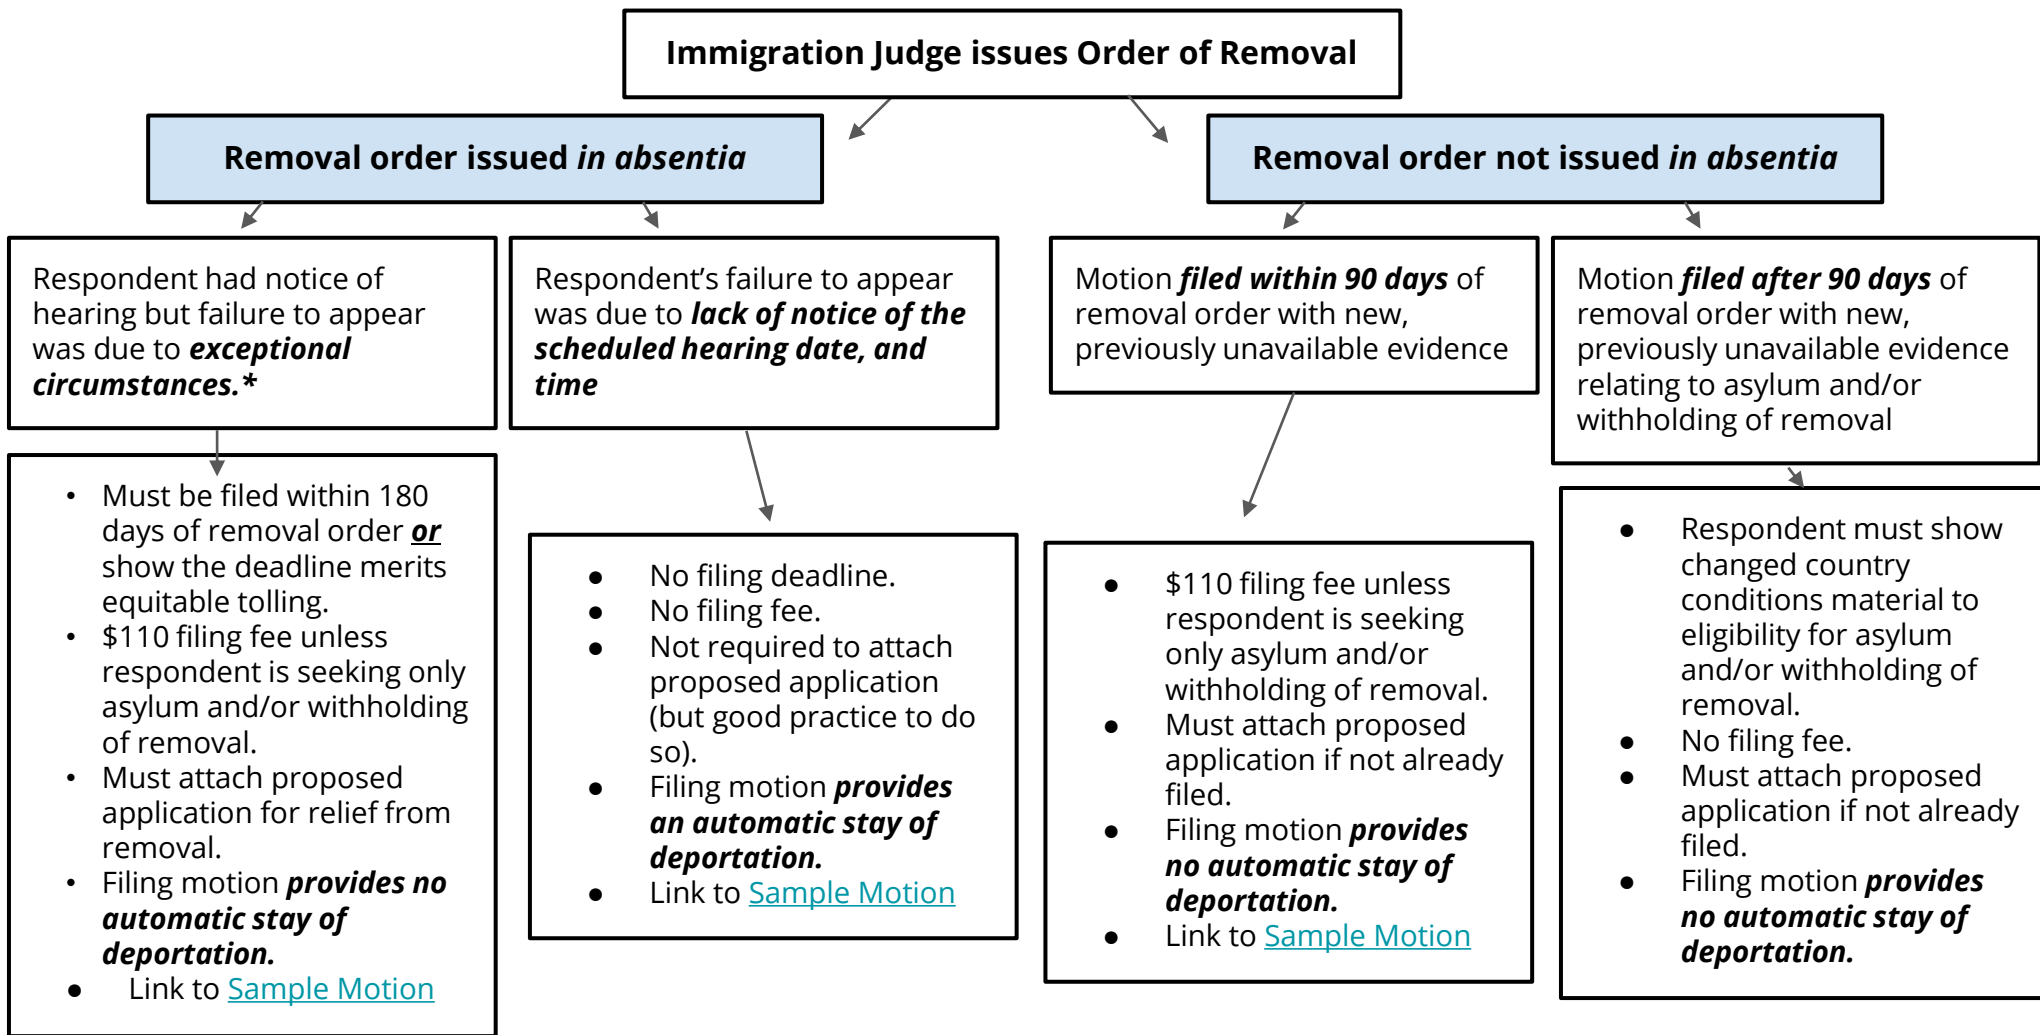 Immigration Judge issues Order of Removal
Removal order issued in absentia
Removal order not issued in absentia
Respondent had notice of
hearing but failure to appear
was due to exceptional
circumstances.*
Respondent's failure to appear
was due to lack of notice of the
scheduled hearing date, and
time
Motion filed within 90 days of
removal order with new,
previously unavailable evidence
Motion filed after 90 days of
removal order with new,
previously unavailable evidence
relating to asylum and/or
withholding of removal
• Must be filed within 180
days of removal order or
show the deadline merits
equitable tolling.
• $110 filing fee unless
respondent is seeking only
asylum and/or withholding
of removal.
• Must attach proposed
application for relief from
removal.
• Filing motion provides no
automatic stay of
deportation.
● Link to Sample Motion
● No filing deadline.
● No filing fee.
● Not required to attach
proposed application
(but good practice to do
so).
● Filing motion provides
an automatic stay of
deportation.
● Link to Sample Motion
● $110 filing fee unless
respondent is seeking
only asylum and/or
withholding of removal.
● Must attach proposed
application if not already
filed.
● Filing motion provides
no automatic stay of
deportation.
● Link to Sample Motion
● Respondent must show
changed country
conditions material to
eligibility for asylum
and/or withholding of
removal.
● No filing fee.
● Must attach proposed
application if not already
filed.
● Filing motion provides
no automatic stay of
deportation.